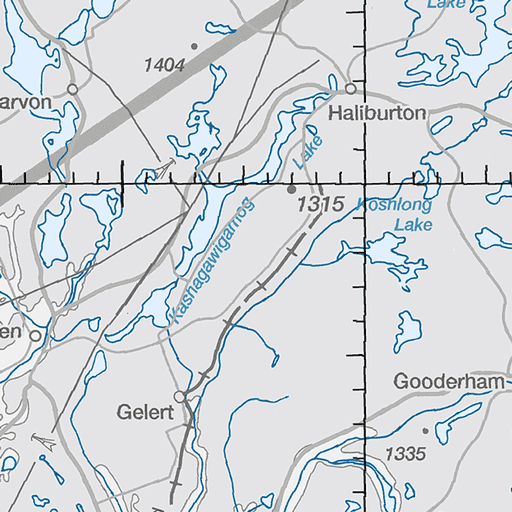 Lake
1404
arvon
Haliburton
Lake
1315
Koshlong
Lake
Kashagawigamog
en
Gooderham
Gelert
1335